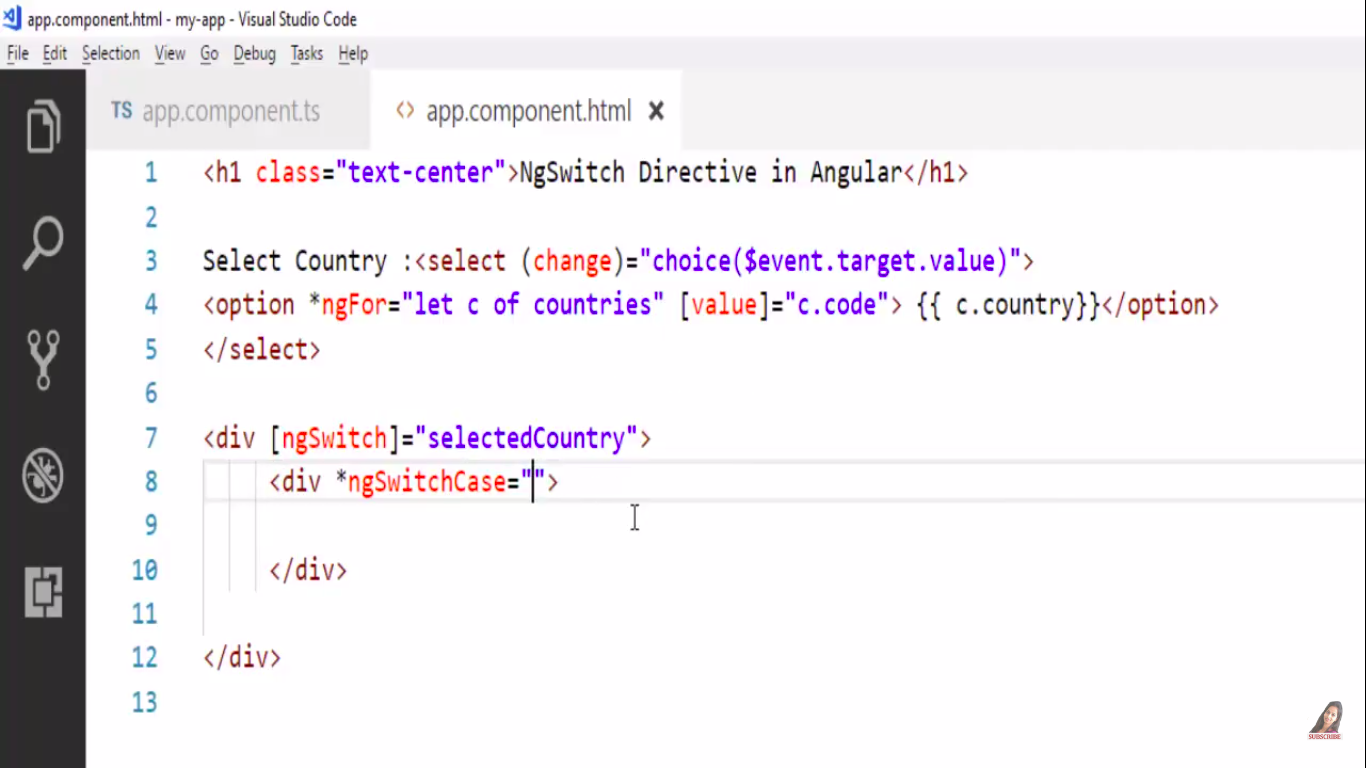 app.component.html - my-app - Visual Studio Code
File Edit Selection View Go Debug Tasks Help
TS app.component.ts <> app.component.html ×
1 <h1 class="text-center">NgSwitch Directive in Angular</h1>
2
3 Select Country :<select (change)="choice($event.target.value)">
4 <option *ngFor="let c of countries" [value]="c.code"> {{ c.country}}</option>
5 </select>
6
7 <div [ngSwitch]="selectedCountry">
8 <div *ngSwitchCase="">
9
10 </div>
11
12 </div>
13
SUBSCRIBE